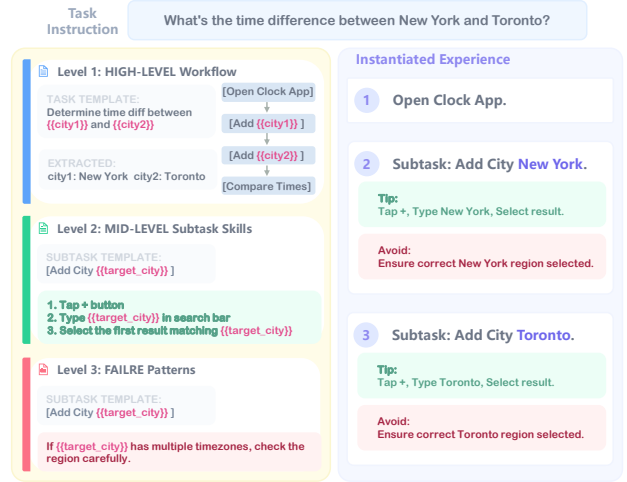 Task
Instruction
What's the time difference between New York and Toronto?
Level 1: HIGH-LEVEL Workflow
TASK TEMPLATE:
Determine time diff between
{{city1}} and {{city2}}
EXTRACTED:
city1: New York city2: Toronto
[Open Clock App]
[Add {{city1}} ]
[Add {{city2}} ]
[Compare Times]
Level 2: MID-LEVEL Subtask Skills
SUBTASK TEMPLATE:
[Add City {{target_city}} ]
1. Tap + button
2. Type {{target_city}} in search bar
3. Select the first result matching {{target_city}}
Level 3: FAILRE Patterns
SUBTASK TEMPLATE:
[Add City {{target_city}} ]
If {{target_city}} has multiple timezones, check the
region carefully.
Instantiated Experience
1 Open Clock App.
2 Subtask: Add City New York.
Tip:
Tap +, Type New York, Select result.
Avoid:
Ensure correct New York region selected.
3 Subtask: Add City Toronto.
Tip:
Tap +, Type Toronto, Select result.
Avoid:
Ensure correct Toronto region selected.